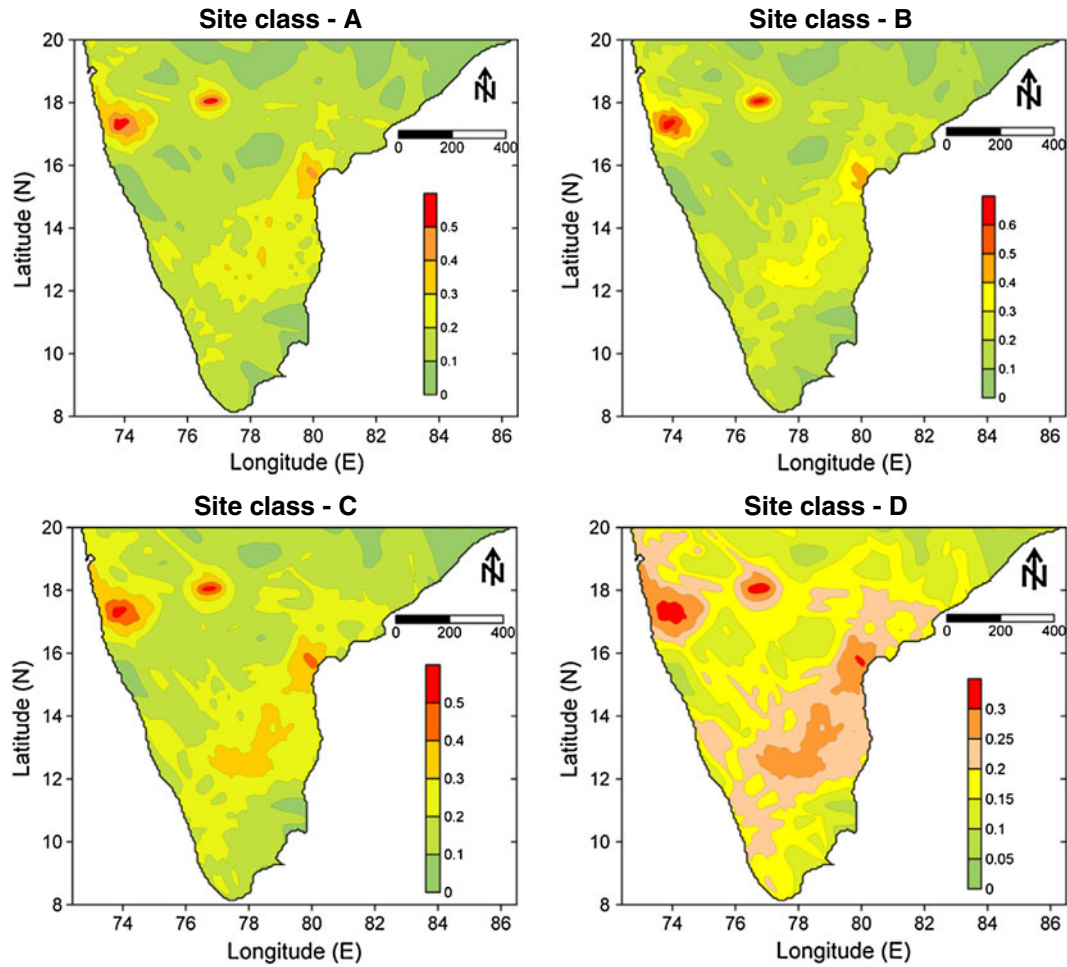 Site class - A
20
18
16
14
12
10
8
Latitude (N)
74 76 78 80 82 84 86
Longitude (E)
N
0 200 400
0.5
0.4
0.3
0.2
0.1
0
Site class - B
20
18
16
14
12
10
8
Latitude (N)
74 76 78 80 82 84 86
Longitude (E)
N
0 200 400
0.6
0.5
0.4
0.3
0.2
0.1
0
Site class - C
20
18
16
14
12
10
8
Latitude (N)
74 76 78 80 82 84 86
Longitude (E)
N
0 200 400
0.5
0.4
0.3
0.2
0.1
0
Site class - D
20
18
16
14
12
10
8
Latitude (N)
74 76 78 80 82 84 86
Longitude (E)
N
0 200 400
0.3
0.25
0.2
0.15
0.1
0.05
0